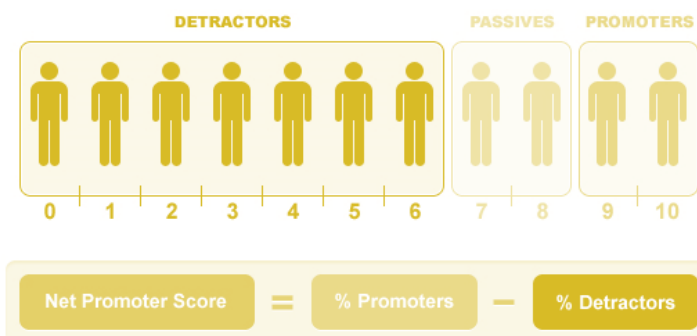 DETRACTORS PASSIVES PROMOTERS
0 1 2 3 4 5 6 7 8 9 10
Net Promoter Score = % Promoters − % Detractors